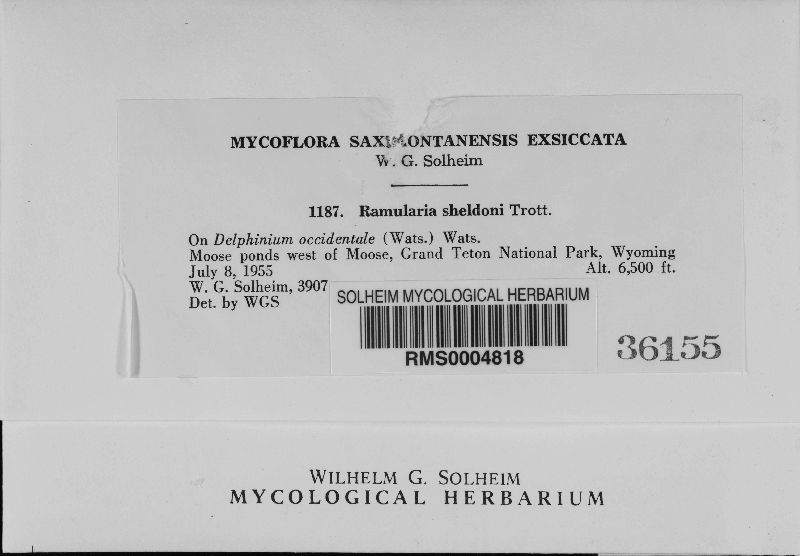 MYCOFLORA SAXIMONTANENSIS EXSICCATA
W. G. Solheim
1187. Ramularia sheldoni Trott.
On Delphinium occidentale (Wats.) Wats.
Moose ponds west of Moose, Grand Teton National Park, Wyoming
July 8, 1955 Alt. 6,500 ft.
W. G. Solheim, 3907
Det. by WGS
SOLHEIM MYCOLOGICAL HERBARIUM
RMS0004818
36155
WILHELM G. SOLHEIM
MYCOLOGICAL HERBARIUM